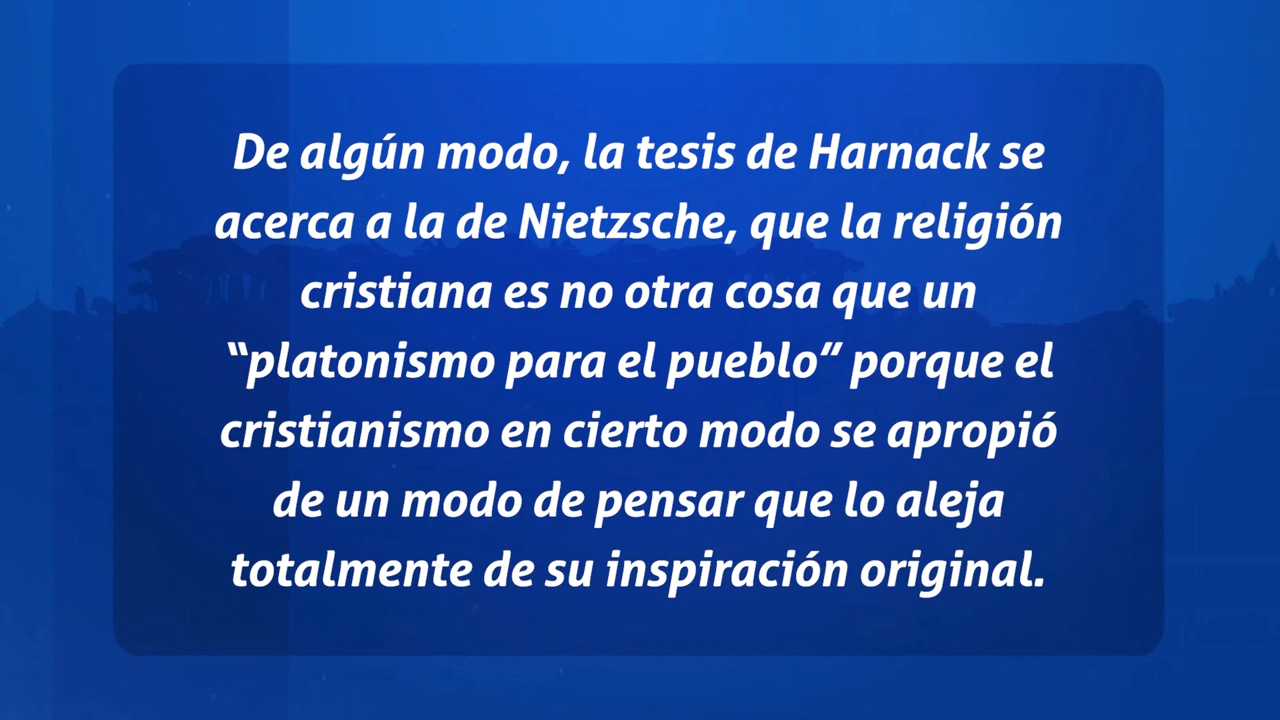 De algún modo, la tesis de Harnack se
acerca a la de Nietzsche, que la religión
cristiana es no otra cosa que un
“platonismo para el pueblo” porque el
cristianismo en cierto modo se apropió
de un modo de pensar que lo aleja
totalmente de su inspiración original.